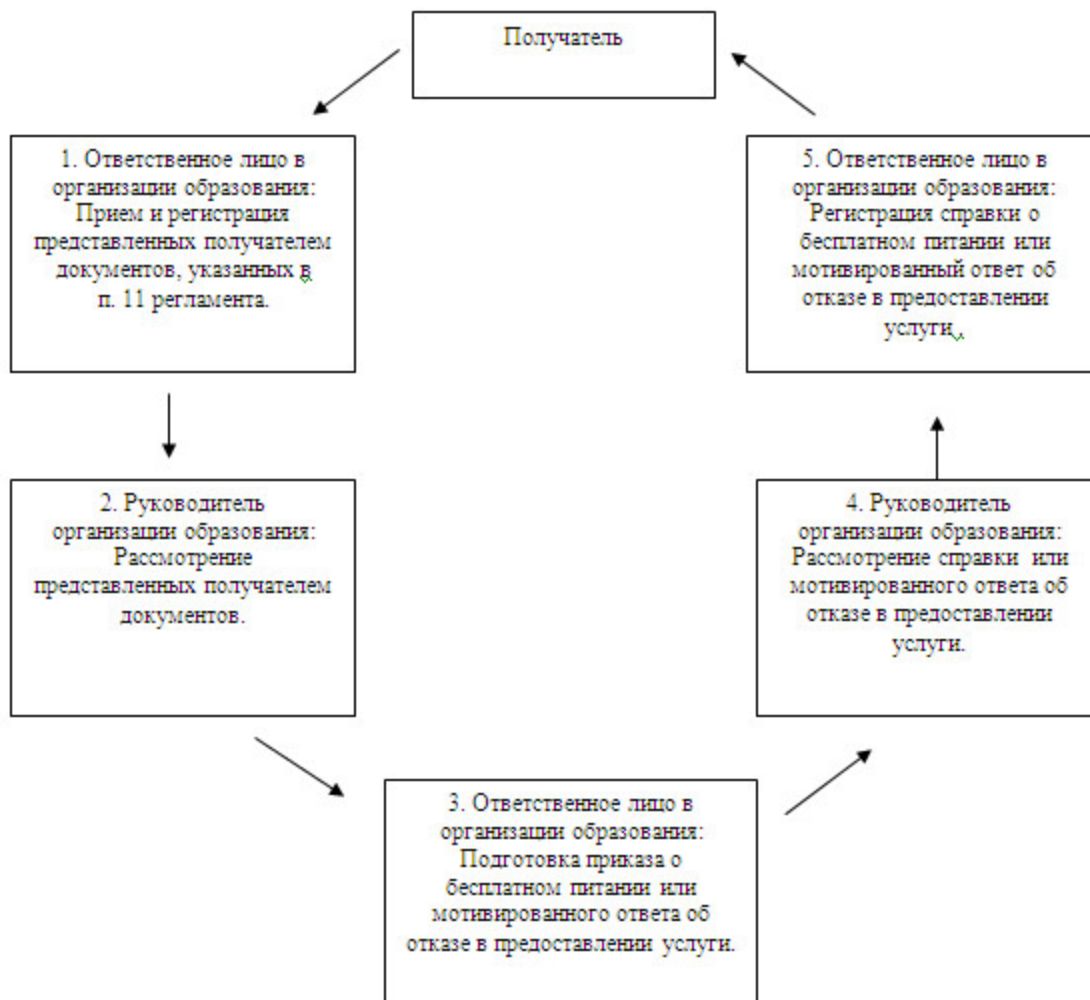 Получатель
1. Ответственное лицо в
организации образования:
Прием и регистрация
представленных получателем
документов, указанных в
п. 11 регламента.
2. Руководитель
организации образования:
Рассмотрение
представленных получателем
документов.
3. Ответственное лицо в
организации образования:
Подготовка приказа о
бесплатном питании или
мотивированного ответа об
отказе в предоставлении услуги.
4. Руководитель
организации образования:
Рассмотрение справки или
мотивированного ответа об
отказе в предоставлении
услуги.
5. Ответственное лицо в
организации образования:
Регистрация справки о
бесплатном питании или
мотивированный ответ об
отказе в предоставлении
услуги .